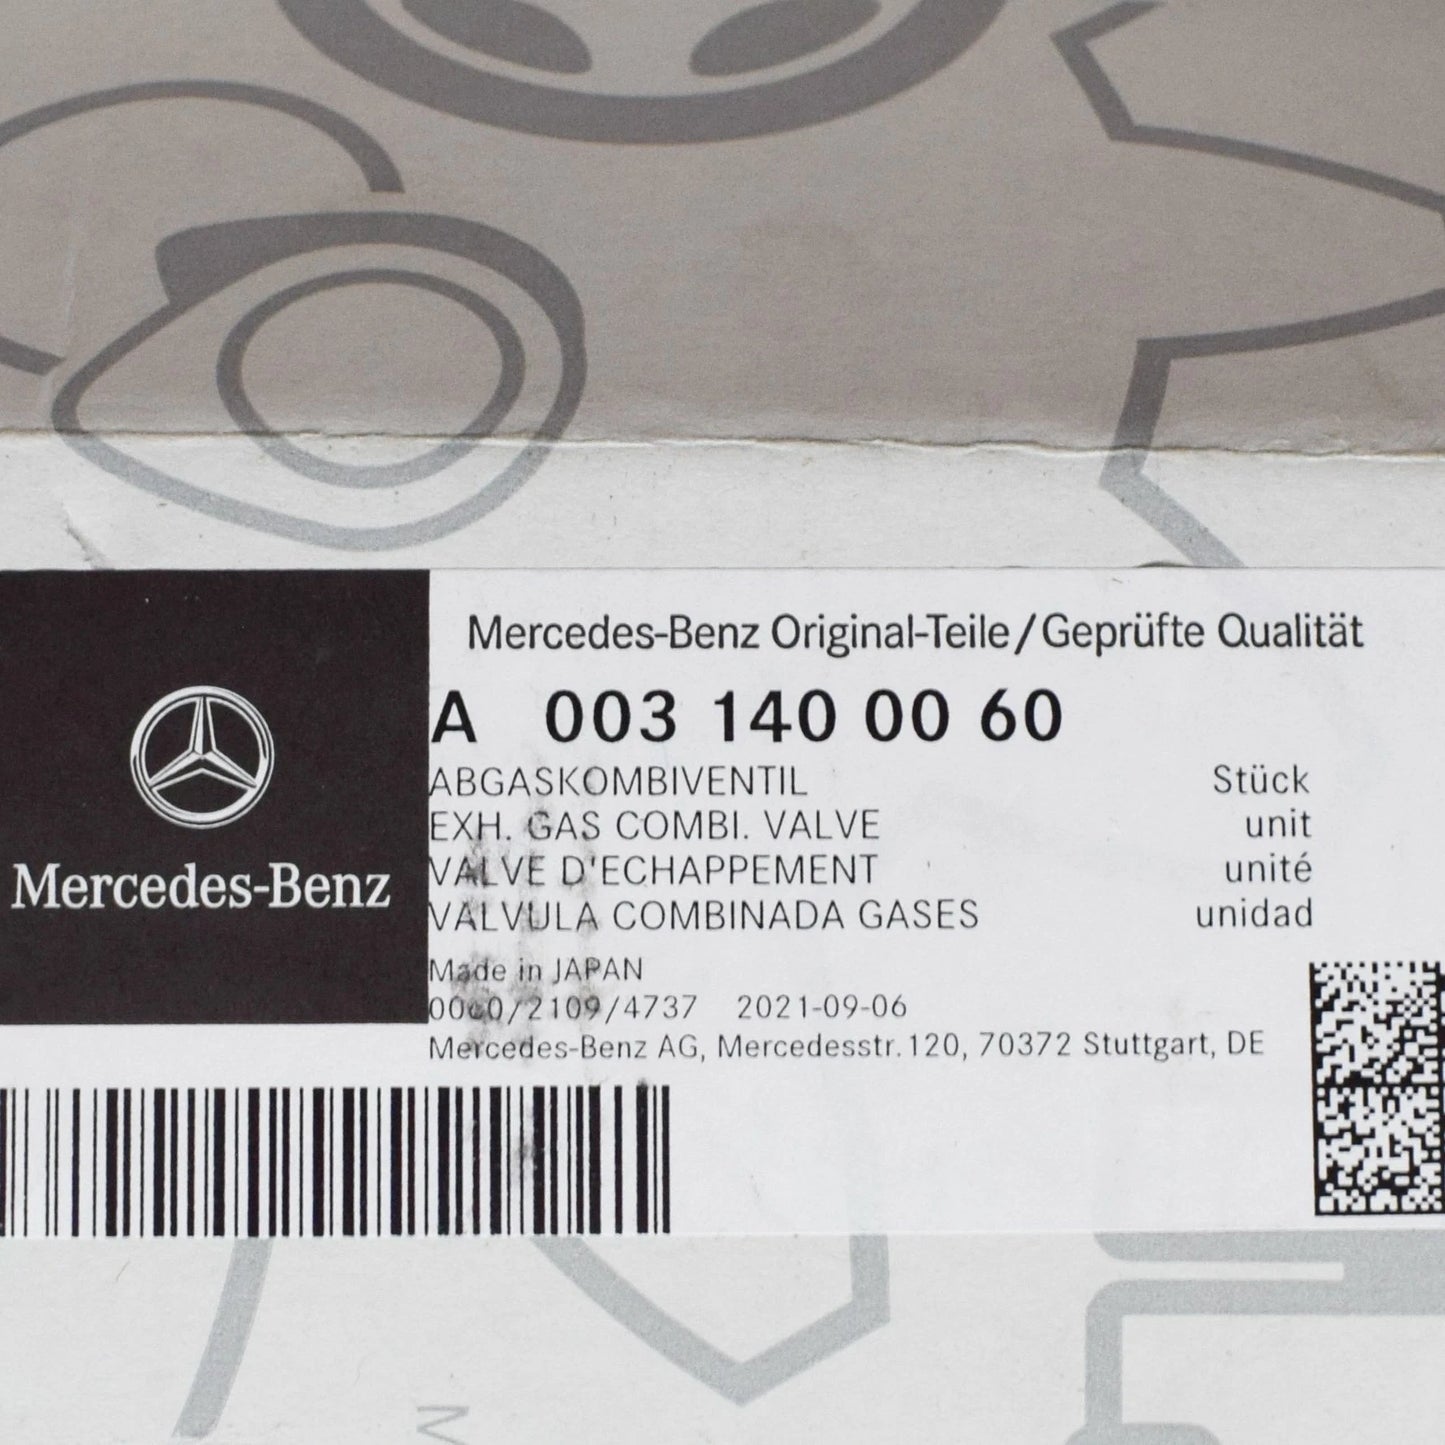 Mercedes-Benz
Mercedes-Benz Original-Teile/Geprüfte Qualität
A 003 140 00 60
ABGASKOMBIVENTIL Stück
EXH. GAS COMBI. VALVE unit
VALVE D'ECHAPPEMENT unité
VALVULA COMBINADA GASES unidad
Made in JAPAN
/2109/4737 2021-09-06
Mercedes-Benz AG, Mercedesstr. 120, 70372 Stuttgart, DE
M